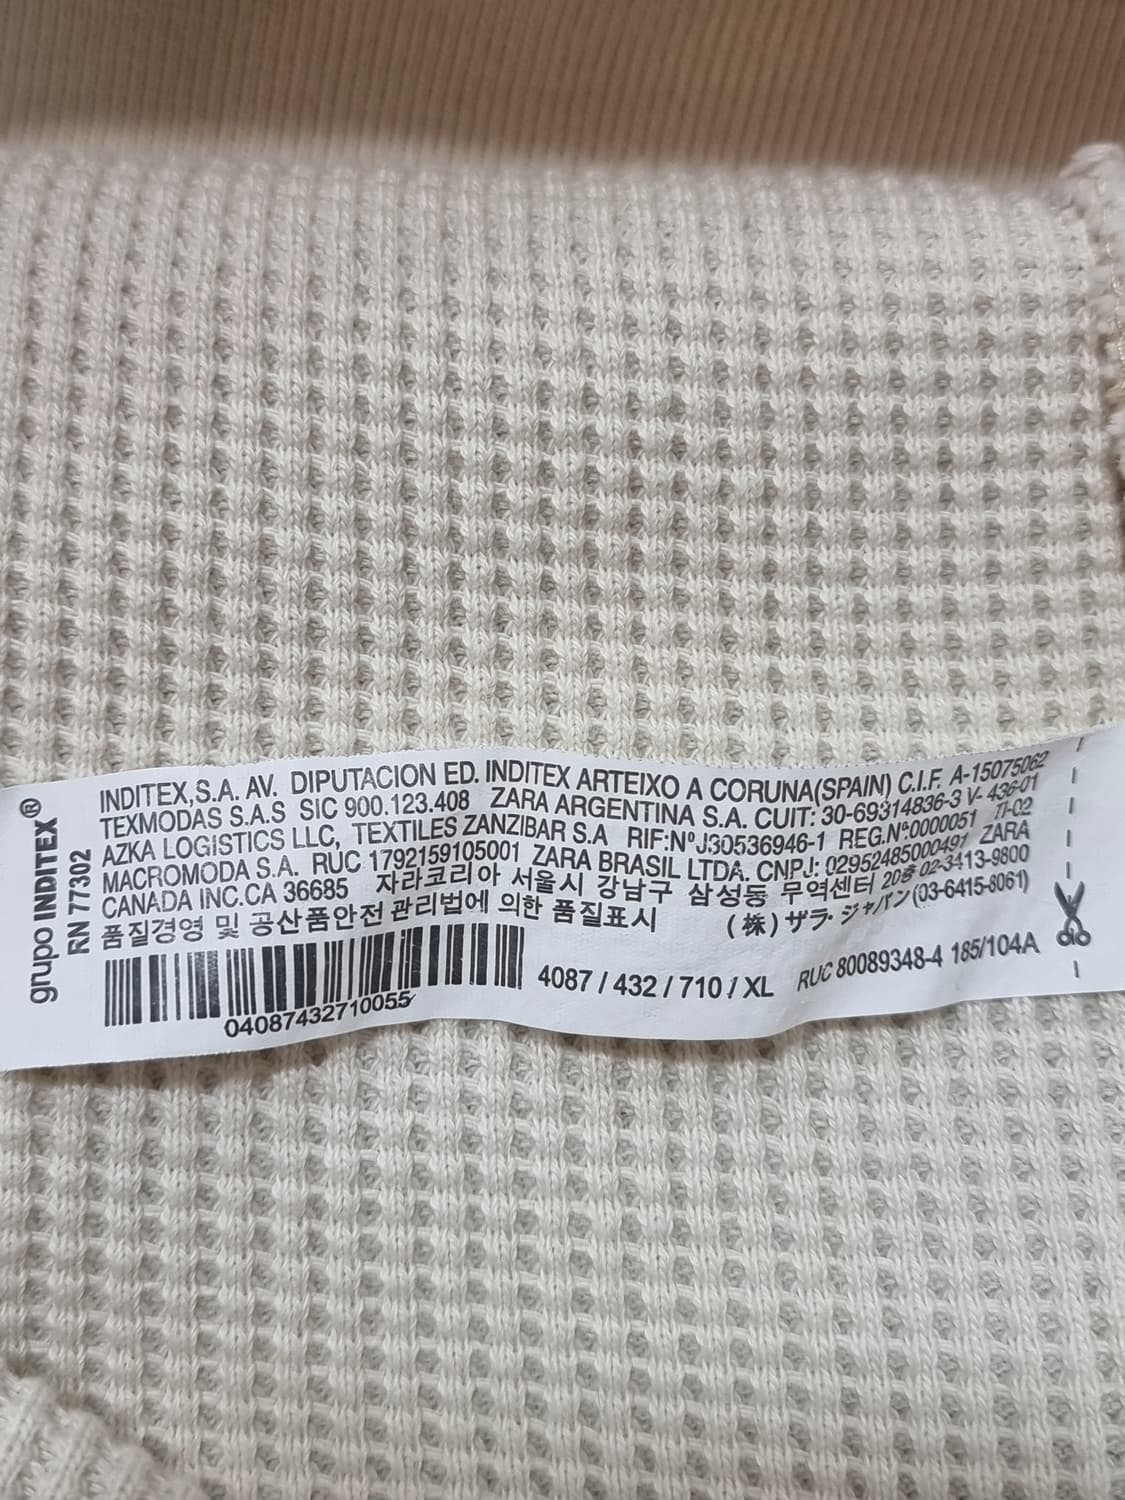 grupo INDITEX®
RN 77302
INDITEX,S.A. AV. DIPUTACION ED. INDITEX ARTEIXO A CORUNA(SPAIN) C.I.F. A-15075062
TEXMODAS S.A.S SIC 900.123.408 ZARA ARGENTINA S.A. CUIT: 30-69314836-3 V- 436-01
AZKA LOGISTICS LLC, TEXTILES ZANZIBAR S.A RIF:NºJ30536946-1 REG.Nº:0000051 TI-02
MACROMODA S.A. RUC 1792159105001 ZARA BRASIL LTDA. CNPJ: 02952485000497 ZARA
CANADA INC.CA 36685 자라코리아 서울시 강남구 삼성동 무역센터 20층 02-3413-9800
품질경영 및 공산품안전 관리법에 의한 품질표시 (株)ザラ・ジャパン(03-6415-8061)
04087432710055
4087 / 432 / 710 / XL RUC 80089348-4 185/104A